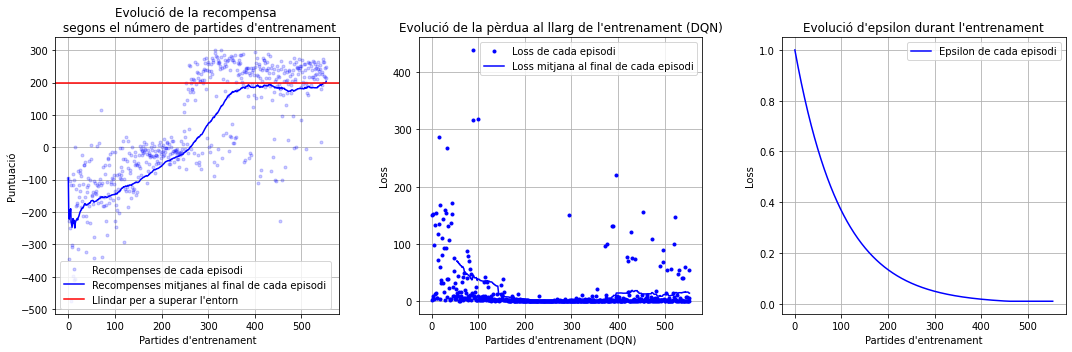 Evolució de la recompensa
segons el número de partides d'entrenament
300
200
100
0
−100
−200
−300
−400
−500
Puntuació
Recompenses de cada episodi
Recompenses mitjanes al final de cada episodi
Llindar per a superar l'entorn
0
100
200
300
400
500
Partides d'entrenament
Evolució de la pèrdua al llarg de l'entrenament (DQN)
Loss de cada episodi
Loss mitjana al final de cada episodi
400
300
200
100
0
Loss
0
100
200
300
400
500
Partides d'entrenament (DQN)
Evolució d'epsilon durant l'entrenament
Epsilon de cada episodi
1.0
0.8
0.6
0.4
0.2
0.0
Loss
0
100
200
300
400
500
Partides d'entrenament